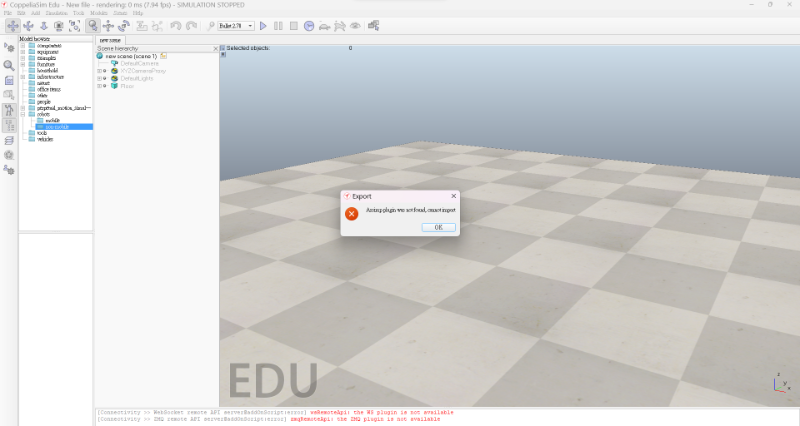 CoppeliaSim Edu - New file - rendering: 0 ms (7.94 fps) - SIMULATION STOPPED
File Edit Add Simulation Tools Modules Scenes Help
Bullet 2.78
new scene
Model browser
Scene hierarchy
Selected objects: 0
components
equipment
examples
furniture
household
infrastructure
nature
office items
other
people
robots
mobile
non-mobile
tools
vehicles
new scene (scene 1)
DefaultCamera
XYZCameraProxy
DefaultLights
Floor
Export
Assimp plugin was not found, cannot import
OK
EDU
z
y
x
[Connectivity >> WebSocket remote API server@addOnScript:error] wsRemoteApi: the WS plugin is not available
[Connectivity >> ZMQ remote API server@addOnScript:error] zmqRemoteApi: the ZMQ plugin is not available